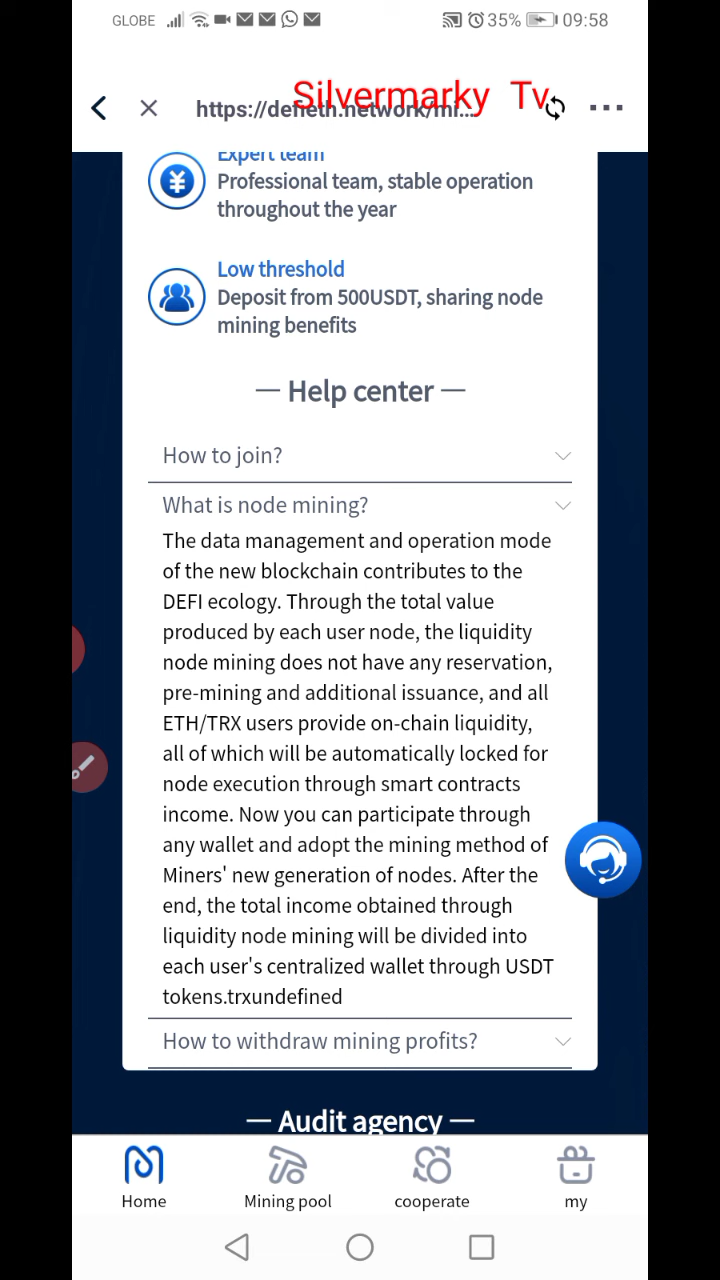 GLOBE 35% 09:58
Silvermarky Tv
https://defieth.network/mi...
Expert team
Professional team, stable operation
throughout the year
Low threshold
Deposit from 500USDT, sharing node
mining benefits
— Help center —
How to join?
What is node mining?
The data management and operation mode
of the new blockchain contributes to the
DEFI ecology. Through the total value
produced by each user node, the liquidity
node mining does not have any reservation,
pre-mining and additional issuance, and all
ETH/TRX users provide on-chain liquidity,
all of which will be automatically locked for
node execution through smart contracts
income. Now you can participate through
any wallet and adopt the mining method of
Miners' new generation of nodes. After the
end, the total income obtained through
liquidity node mining will be divided into
each user's centralized wallet through USDT
tokens.trxundefined
How to withdraw mining profits?
— Audit agency —
Home Mining pool cooperate my